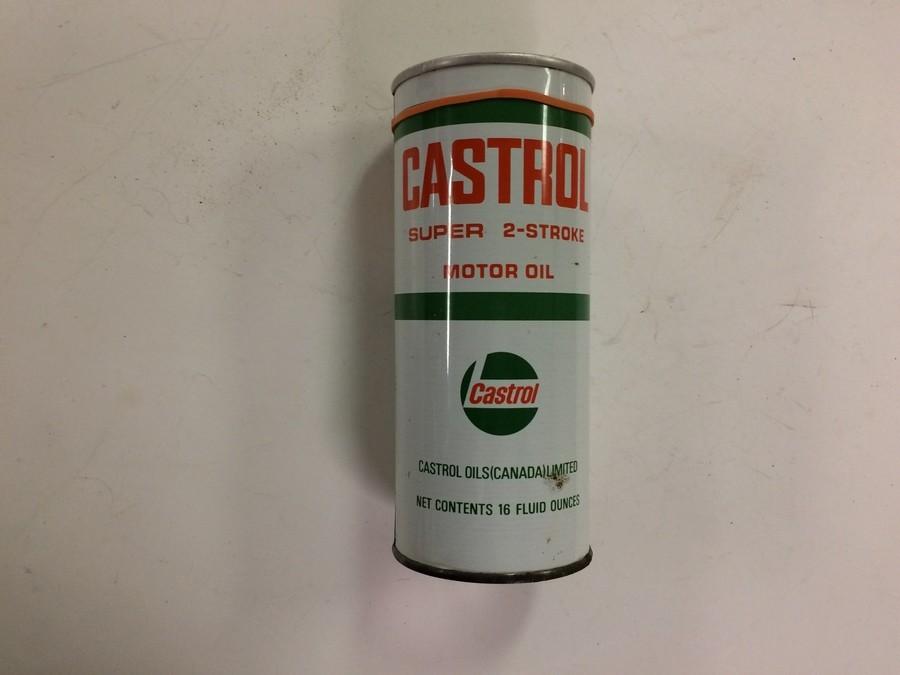 CASTROL
SUPER 2-STROKE
MOTOR OIL
Castrol
CASTROL OILS(CANADA)LIMITED
NET CONTENTS 16 FLUID OUNCES